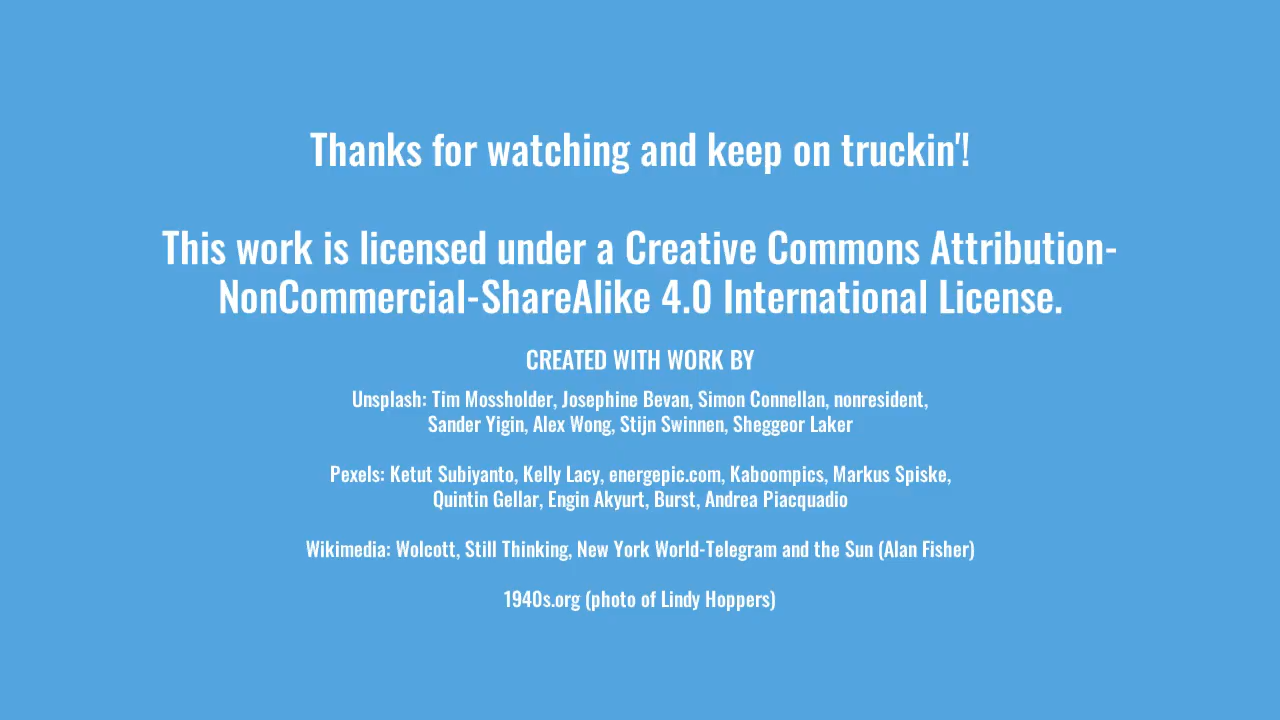 Thanks for watching and keep on truckin'!
This work is licensed under a Creative Commons Attribution-
NonCommercial-ShareAlike 4.0 International License.
CREATED WITH WORK BY
Unsplash: Tim Mossholder, Josephine Bevan, Simon Connellan, nonresident,
Sander Yigin, Alex Wong, Stijn Swinnen, Sheggeor Laker
Pexels: Ketut Subiyanto, Kelly Lacy, energepic.com, Kaboompics, Markus Spiske,
Quintin Gellar, Engin Akyurt, Burst, Andrea Piacquadio
Wikimedia: Wolcott, Still Thinking, New York World-Telegram and the Sun (Alan Fisher)
1940s.org (photo of Lindy Hoppers)